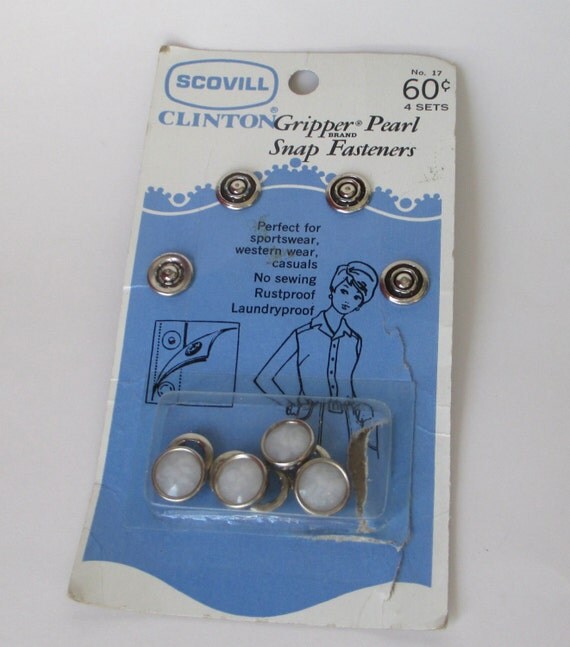 SCOVILL
No. 17
60¢
4 SETS
CLINTON®
Gripper® Pearl
BRAND
Snap Fasteners
Perfect for
sportswear,
western wear,
casuals
No sewing
Rustproof
Laundryproof